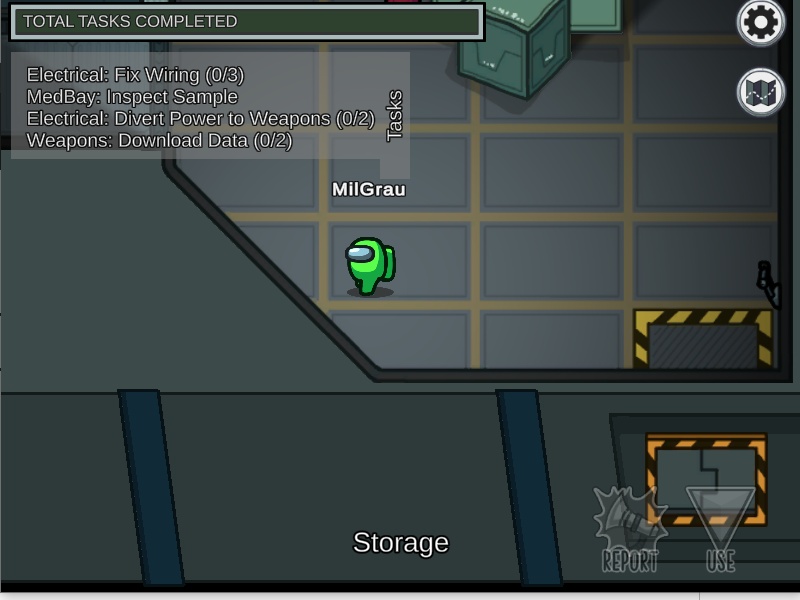 TOTAL TASKS COMPLETED
Electrical: Fix Wiring (0/3)
MedBay: Inspect Sample
Electrical: Divert Power to Weapons (0/2)
Weapons: Download Data (0/2)
Tasks
MilGrau
Storage
REPORT
USE